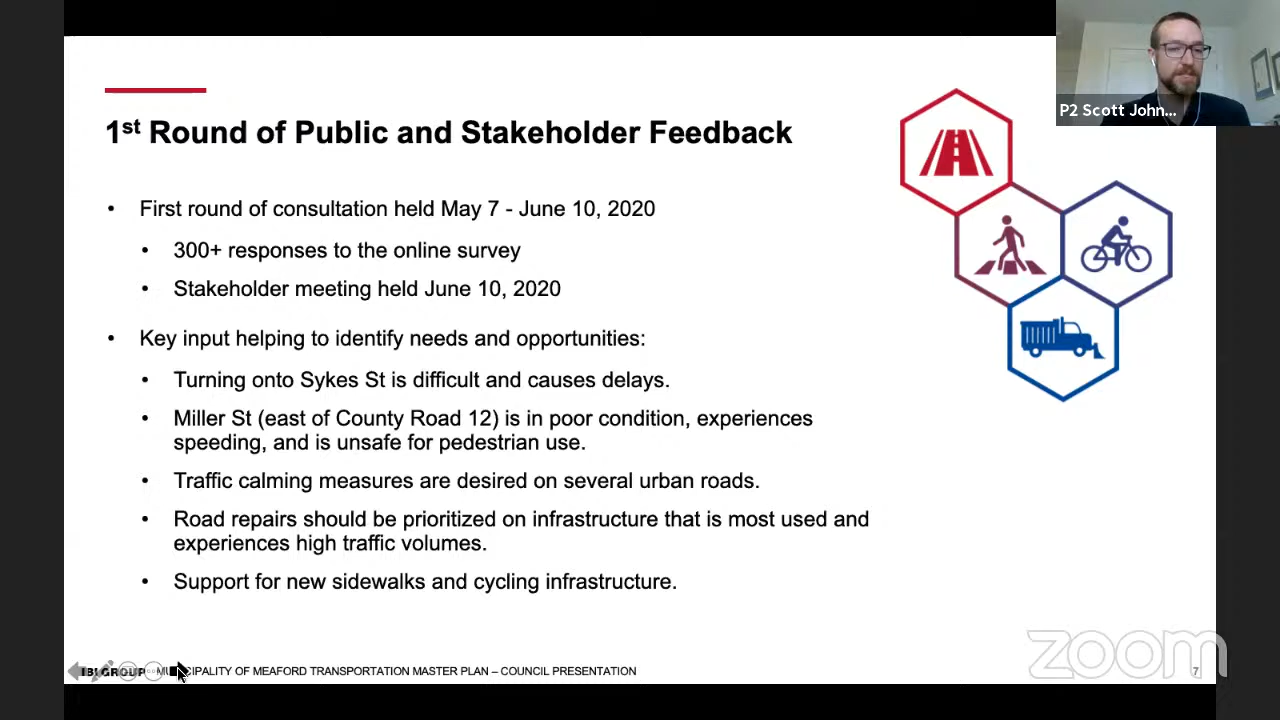 P2 Scott John...
1st Round of Public and Stakeholder Feedback
• First round of consultation held May 7 - June 10, 2020
• 300+ responses to the online survey
• Stakeholder meeting held June 10, 2020
• Key input helping to identify needs and opportunities:
• Turning onto Sykes St is difficult and causes delays.
• Miller St (east of County Road 12) is in poor condition, experiences
speeding, and is unsafe for pedestrian use.
• Traffic calming measures are desired on several urban roads.
• Road repairs should be prioritized on infrastructure that is most used and
experiences high traffic volumes.
• Support for new sidewalks and cycling infrastructure.
zoom
IBI GROUP MUNICIPALITY OF MEAFORD TRANSPORTATION MASTER PLAN – COUNCIL PRESENTATION 7